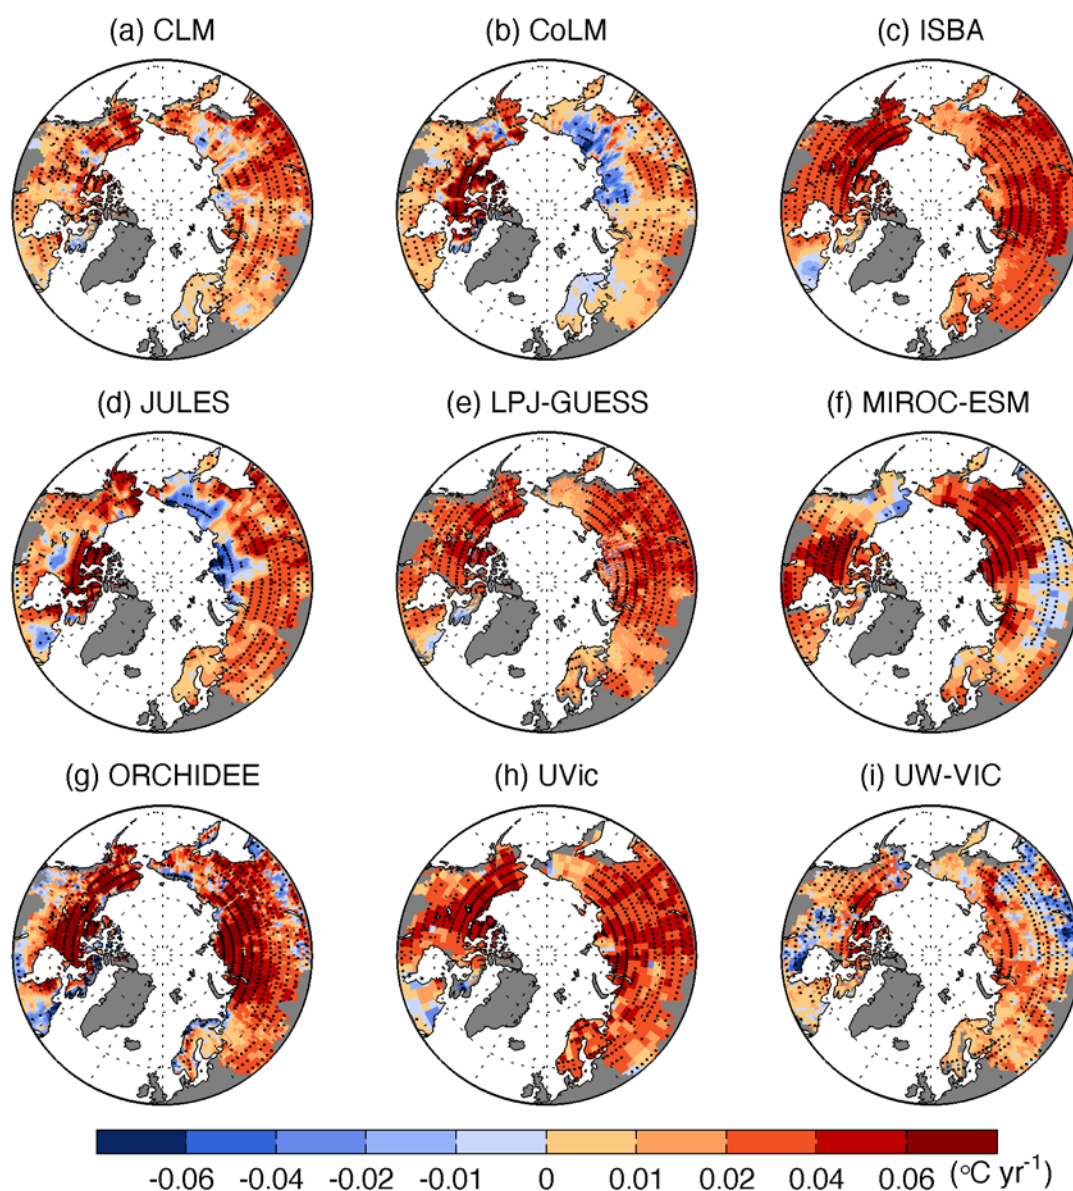 (a) CLM
(b) CoLM
(c) ISBA
(d) JULES
(e) LPJ-GUESS
(f) MIROC-ESM
(g) ORCHIDEE
(h) UVic
(i) UW-VIC
-0.06 -0.04 -0.02 -0.01 0 0.01 0.02 0.04 0.06 (°C yr⁻¹)